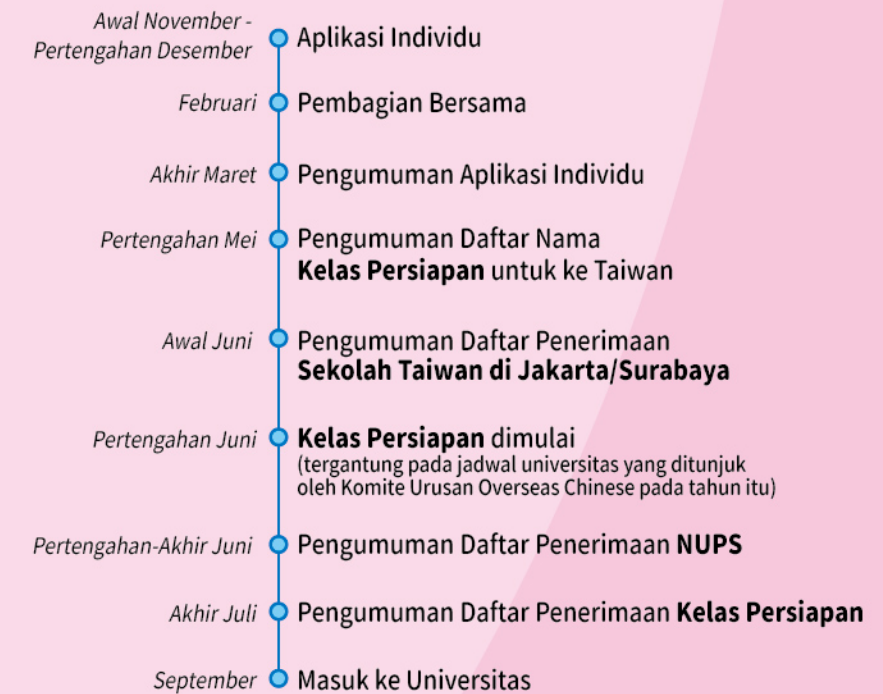 Awal November -
Pertengahan Desember
Aplikasi Individu
Februari
Pembagian Bersama
Akhir Maret
Pengumuman Aplikasi Individu
Pertengahan Mei
Pengumuman Daftar Nama
Kelas Persiapan untuk ke Taiwan
Awal Juni
Pengumuman Daftar Penerimaan
Sekolah Taiwan di Jakarta/Surabaya
Pertengahan Juni
Kelas Persiapan dimulai
(tergantung pada jadwal universitas yang ditunjuk
oleh Komite Urusan Overseas Chinese pada tahun itu)
Pertengahan-Akhir Juni
Pengumuman Daftar Penerimaan NUPS
Akhir Juli
Pengumuman Daftar Penerimaan Kelas Persiapan
September
Masuk ke Universitas